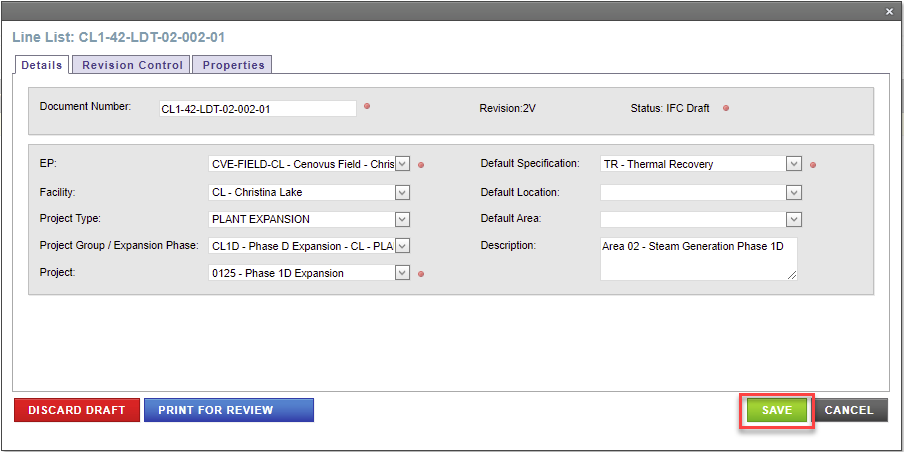 ×
Line List: CL1-42-LDT-02-002-01
Details Revision Control Properties
Document Number: CL1-42-LDT-02-002-01 Revision:2V Status: IFC Draft
EP: CVE-FIELD-CL - Cenovus Field - Chris Default Specification: TR - Thermal Recovery
Facility: CL - Christina Lake Default Location:
Project Type: PLANT EXPANSION Default Area:
Project Group / Expansion Phase: CL1D - Phase D Expansion - CL - PLA Description: Area 02 - Steam Generation Phase 1D
Project: 0125 - Phase 1D Expansion
DISCARD DRAFT PRINT FOR REVIEW SAVE CANCEL